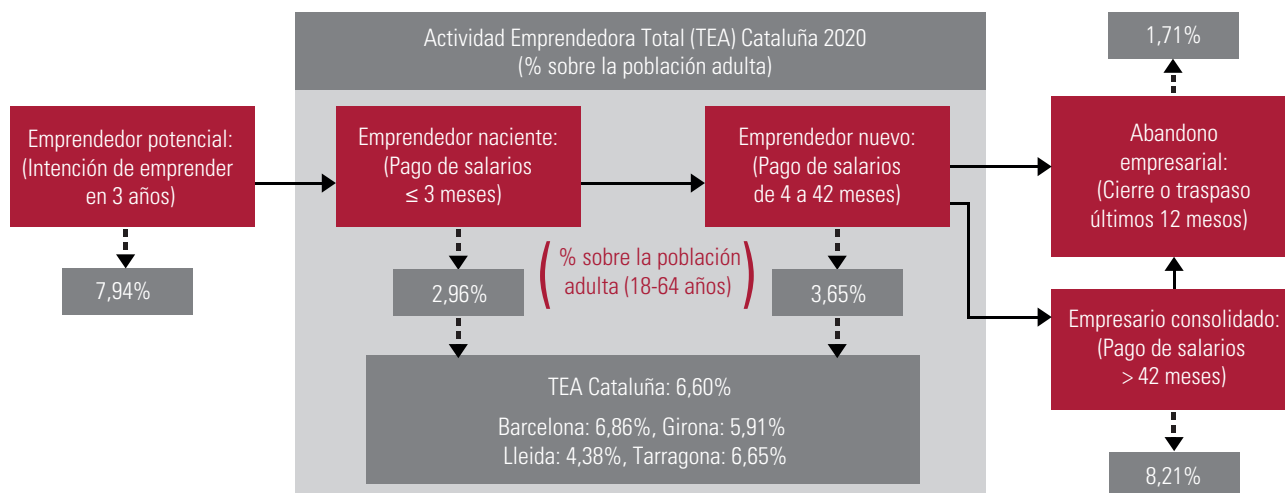 Actividad Emprendedora Total (TEA) Cataluña 2020
(% sobre la población adulta)
1,71%
Emprendedor potencial:
(Intención de emprender
en 3 años)
Emprendedor naciente:
(Pago de salarios
≤ 3 meses)
Emprendedor nuevo:
(Pago de salarios
de 4 a 42 meses)
Abandono
empresarial:
(Cierre o traspaso
últimos 12 mesos)
7,94%
2,96%
(% sobre la población
adulta (18-64 años))
3,65%
Empresario consolidado:
(Pago de salarios
> 42 meses)
TEA Cataluña: 6,60%
Barcelona: 6,86%, Girona: 5,91%
Lleida: 4,38%, Tarragona: 6,65%
8,21%